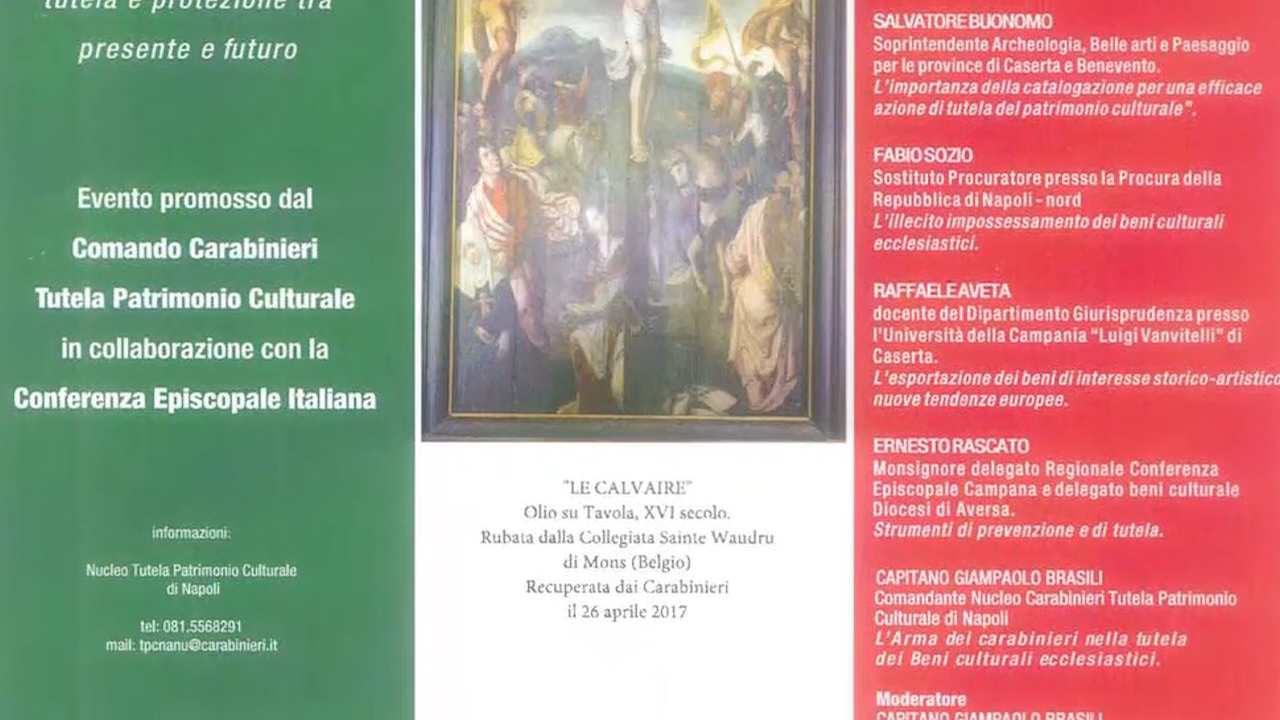 tutela e protezione tra
presente e futuro
Evento promosso dal
Comando Carabinieri
Tutela Patrimonio Culturale
in collaborazione con la
Conferenza Episcopale Italiana
informazioni:
Nucleo Tutela Patrimonio Culturale
di Napoli
tel: 081.5568291
mail: tpcnanu@carabinieri.it
"LE CALVAIRE"
Olio su Tavola, XVI secolo.
Rubata dalla Collegiata Sainte Waudru
di Mons (Belgio)
Recuperata dai Carabinieri
il 26 aprile 2017
SALVATORE BUONOMO
Soprintendente Archeologia, Belle arti e Paesaggio
per le province di Caserta e Benevento.
L'importanza della catalogazione per una efficace
azione di tutela del patrimonio culturale".
FABIO SOZIO
Sostituto Procuratore presso la Procura della
Repubblica di Napoli - nord
L'illecito impossessamento dei beni culturali
ecclesiastici.
RAFFAELE AVETA
docente del Dipartimento Giurisprudenza presso
l'Università della Campania "Luigi Vanvitelli" di
Caserta.
L'esportazione dei beni di interesse storico-artistico
nuove tendenze europee.
ERNESTO RASCATO
Monsignore delegato Regionale Conferenza
Episcopale Campana e delegato beni culturale
Diocesi di Aversa.
Strumenti di prevenzione e di tutela.
CAPITANO GIAMPAOLO BRASILI
Comandante Nucleo Carabinieri Tutela Patrimonio
Culturale di Napoli
L'Arma dei carabinieri nella tutela
dei Beni culturali ecclesiastici.
Moderatore
CAPITANO GIAMPAOLO BRASILI